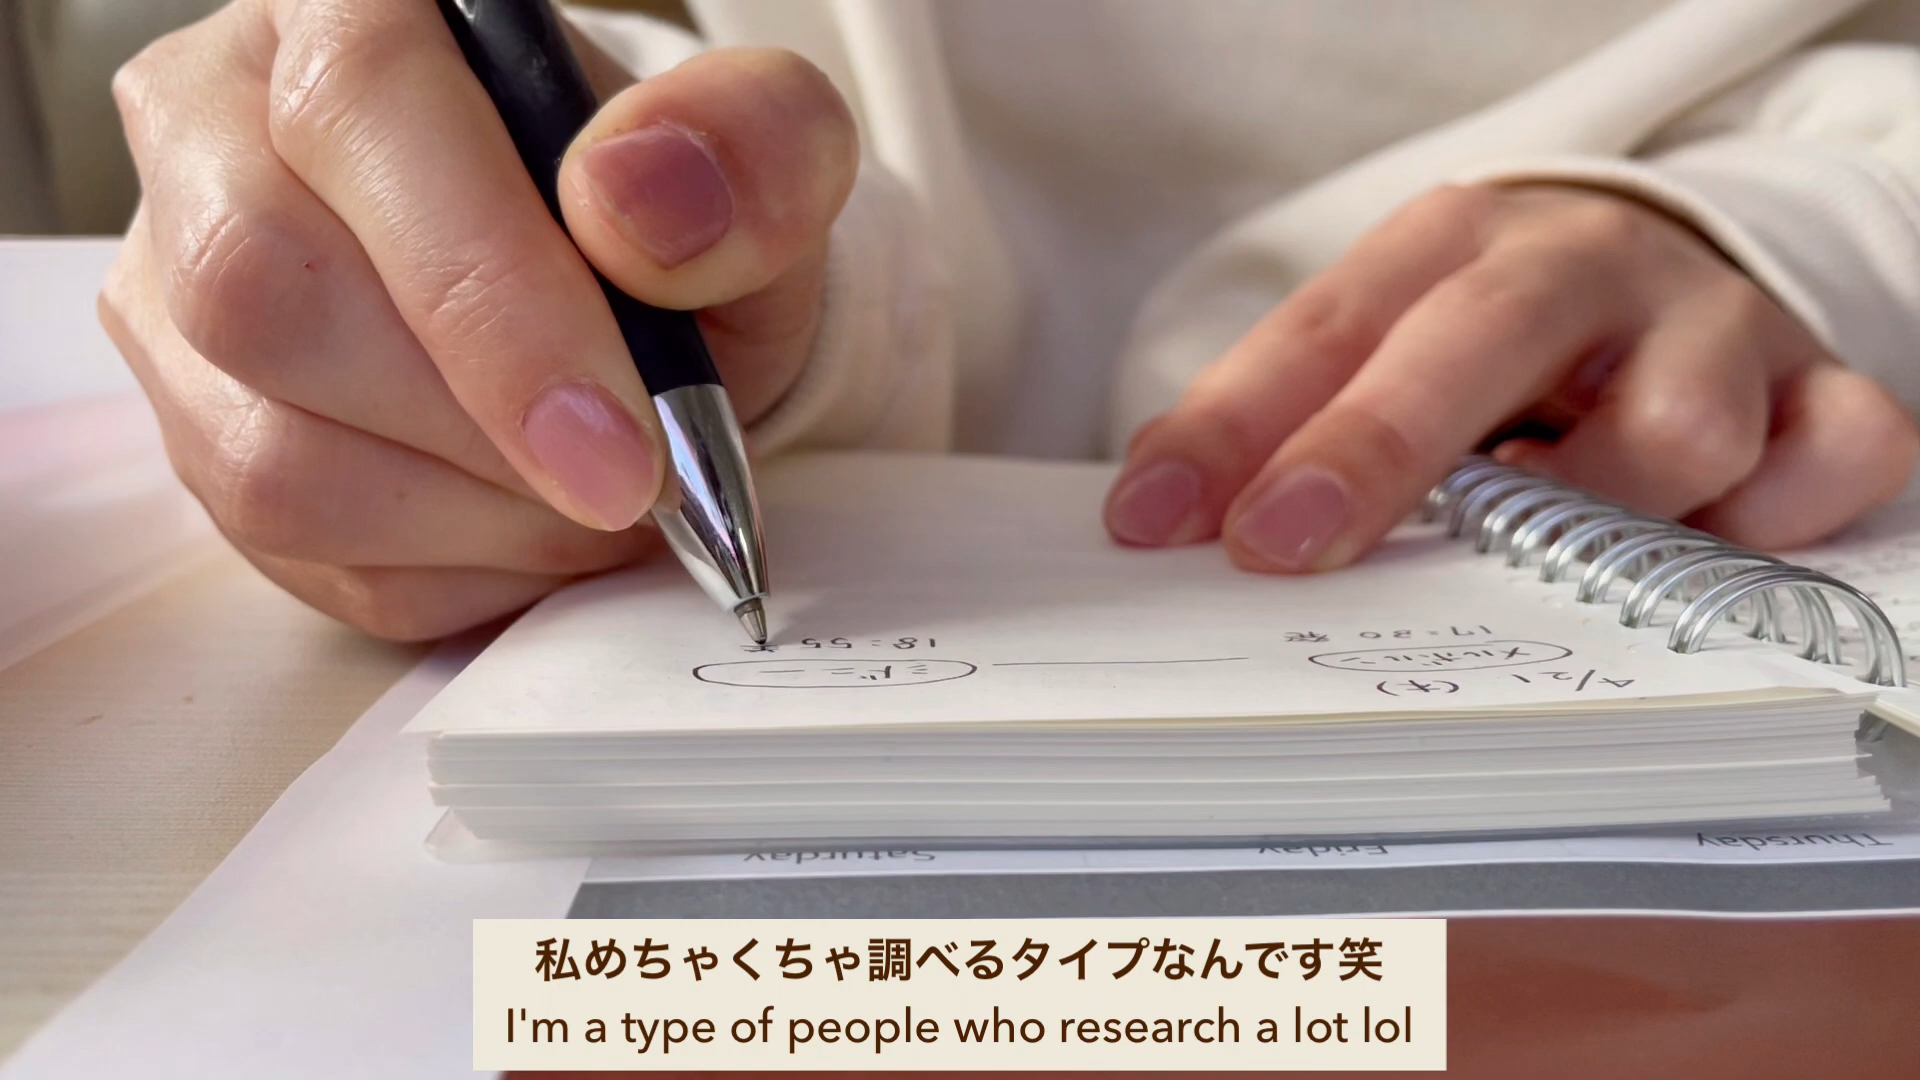 4/21 (木)
メルボルン シドニー
17:30 発 18:55
Thursday Friday Saturday
私めちゃくちゃ調べるタイプなんです笑
I'm a type of people who research a lot lol